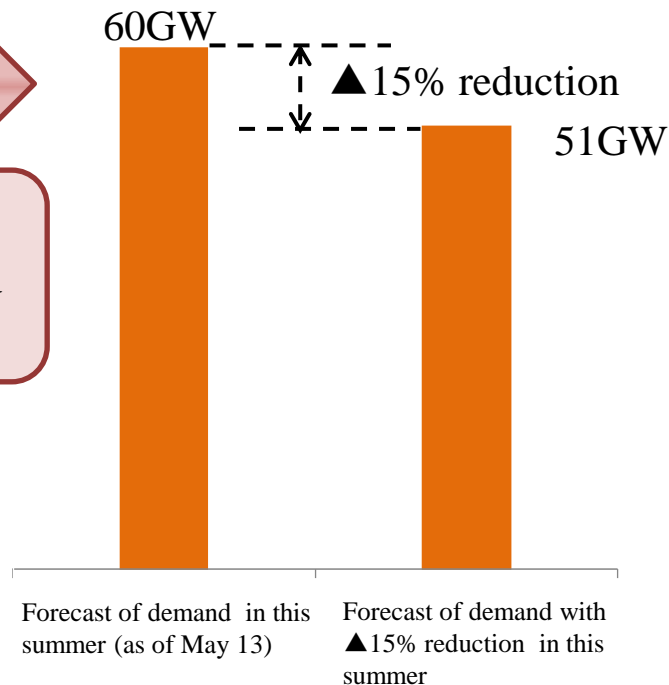 60GW
▲15% reduction
51GW
Forecast of demand in this
summer (as of May 13)
Forecast of demand with
▲15% reduction in this
summer